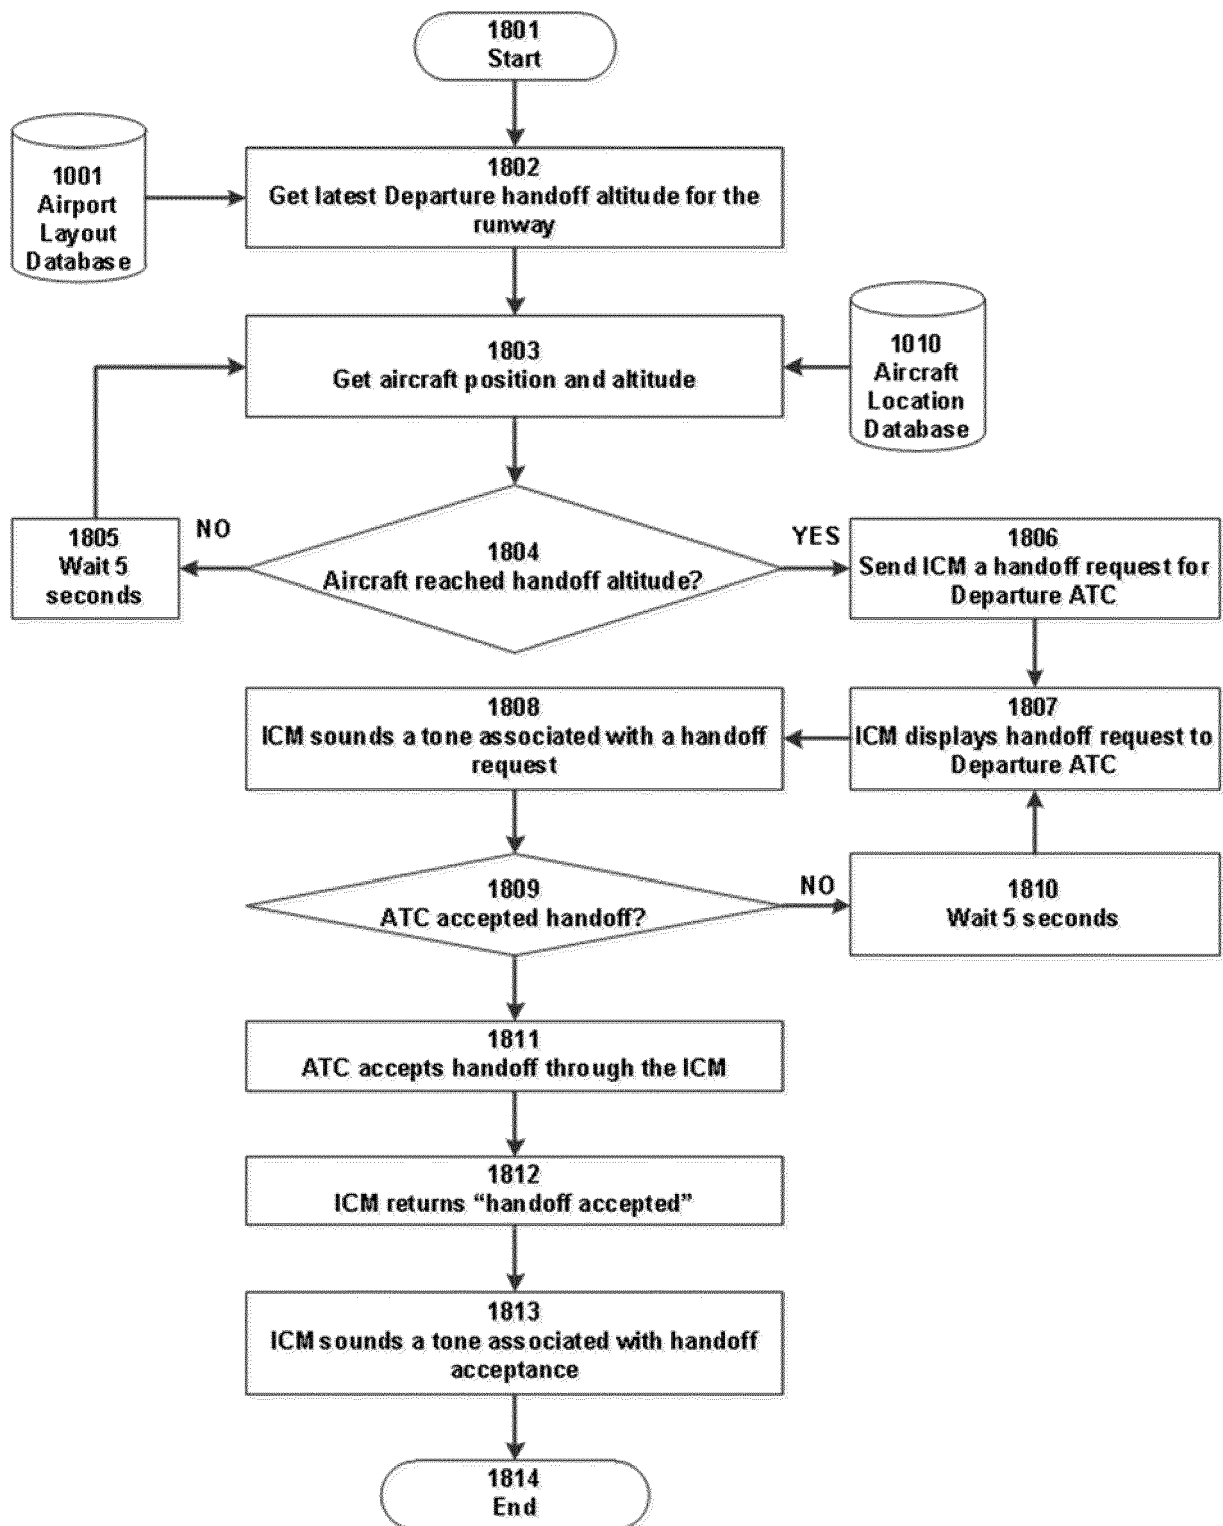 1801
Start
1001
Airport
Layout
Database
1802
Get latest Departure handoff altitude for the
runway
1803
Get aircraft position and altitude
1010
Aircraft
Location
Database
1804
Aircraft reached handoff altitude?
NO
1805
Wait 5
seconds
YES
1806
Send ICM a handoff request for
Departure ATC
1807
ICM displays handoff request to
Departure ATC
1808
ICM sounds a tone associated with a handoff
request
1809
ATC accepted handoff?
NO
1810
Wait 5 seconds
1811
ATC accepts handoff through the ICM
1812
ICM returns “handoff accepted”
1813
ICM sounds a tone associated with handoff
acceptance
1814
End